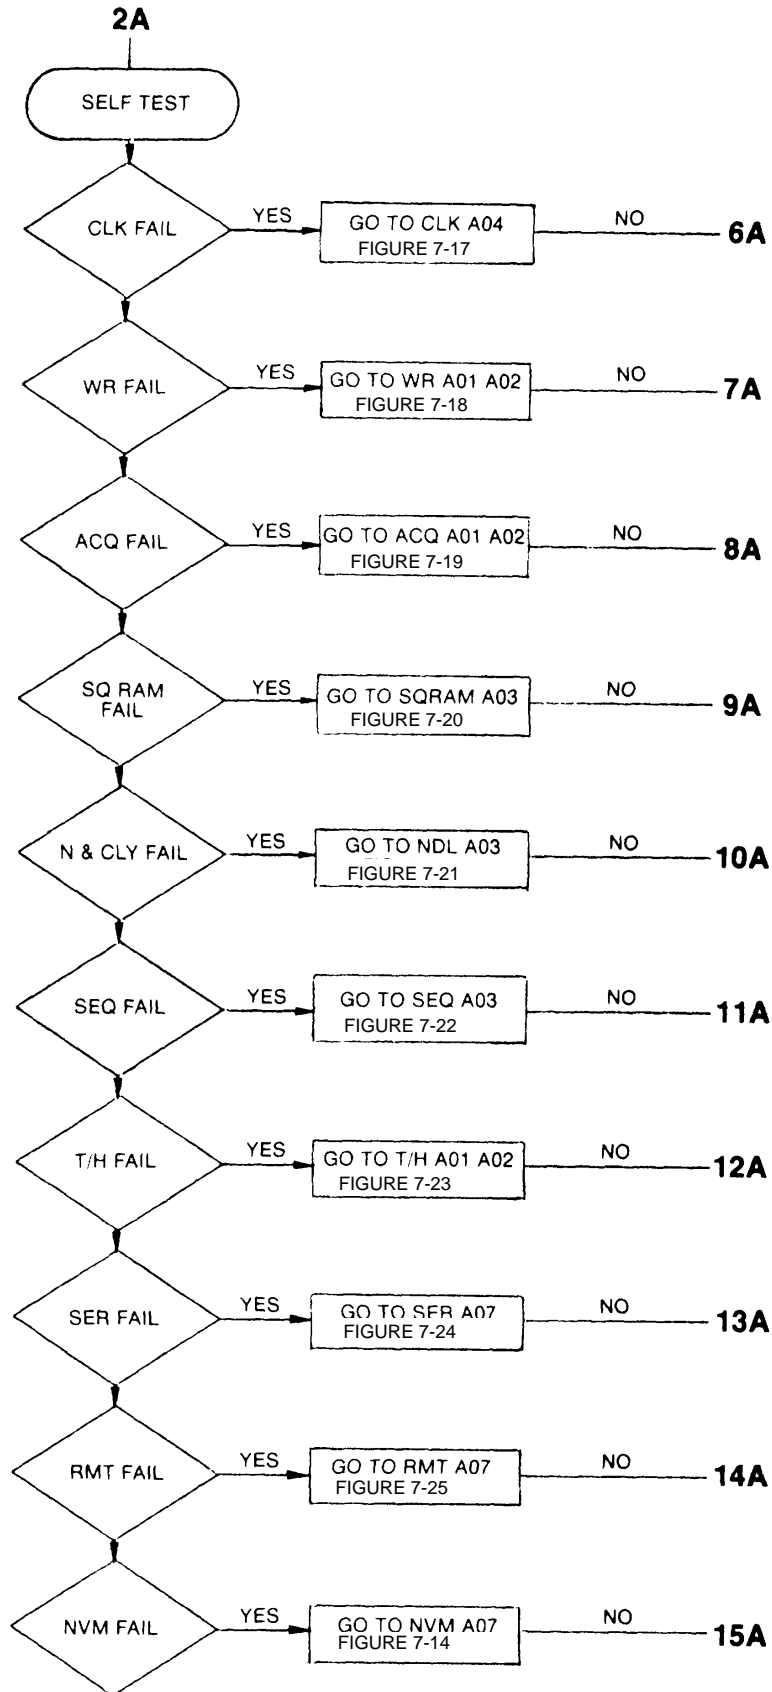 2A
SELF TEST
CLK FAIL
YES
GO TO CLK A04
FIGURE 7-17
NO
6A
WR FAIL
YES
GO TO WR A01 A02
FIGURE 7-18
NO
7A
ACQ FAIL
YES
GO TO ACQ A01 A02
FIGURE 7-19
NO
8A
SQ RAM
FAIL
YES
GO TO SQRAM A03
FIGURE 7-20
NO
9A
N & CLY FAIL
YES
GO TO NDL A03
FIGURE 7-21
NO
10A
SEQ FAIL
YES
GO TO SEQ A03
FIGURE 7-22
NO
11A
T/H FAIL
YES
GO TO T/H A01 A02
FIGURE 7-23
NO
12A
SER FAIL
YES
GO TO SER A07
FIGURE 7-24
NO
13A
RMT FAIL
YES
GO TO RMT A07
FIGURE 7-25
NO
14A
NVM FAIL
YES
GO TO NVM A07
FIGURE 7-14
NO
15A